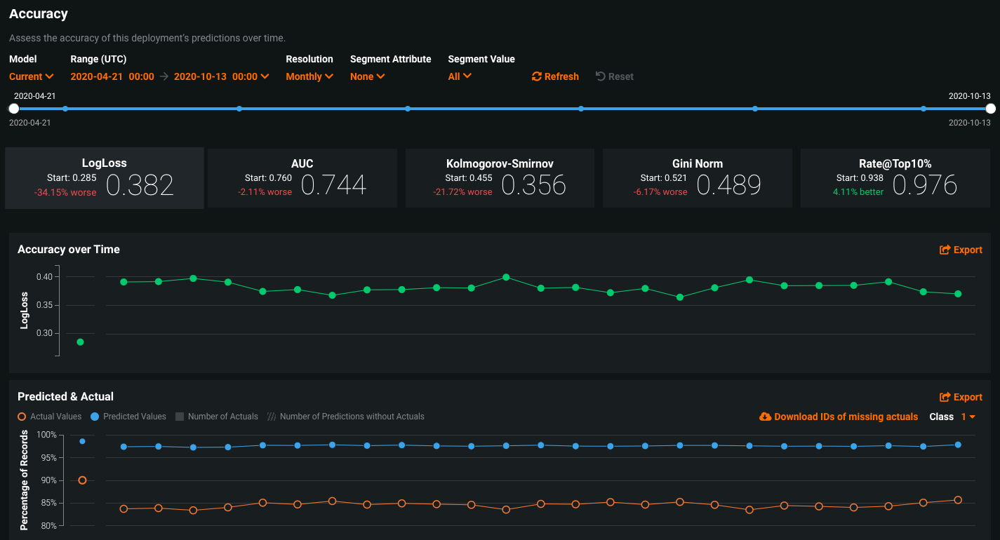 Accuracy
Assess the accuracy of this deployment's predictions over time.
Model Range (UTC) Resolution Segment Attribute Segment Value
Current 2020-04-21 00:00 → 2020-10-13 00:00 Monthly None All Refresh Reset
2020-04-21 2020-10-13
2020-04-21 2020-10-13
LogLoss
Start: 0.285
-34.15% worse
0.382
AUC
Start: 0.760
-2.11% worse
0.744
Kolmogorov-Smirnov
Start: 0.455
-21.72% worse
0.356
Gini Norm
Start: 0.521
-6.17% worse
0.489
Rate@Top10%
Start: 0.938
4.11% better
0.976
Accuracy over Time Export
LogLoss
0.40
0.35
0.30
Predicted & Actual Export
Actual Values Predicted Values Number of Actuals Number of Predictions without Actuals Download IDs of missing actuals Class 1
Percentage of Records
100%
95%
90%
85%
80%